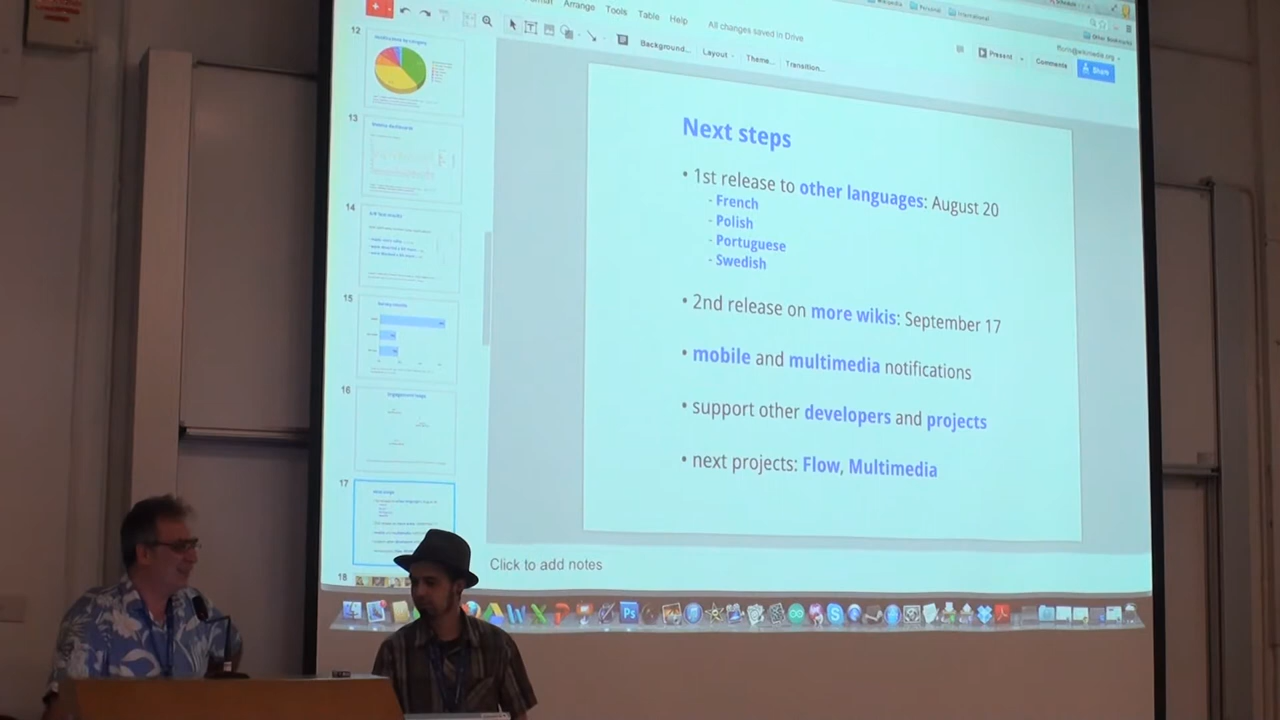 Arrange Tools Table Help All changes saved in Drive
Background... Layout Theme... Transition...
Present
Comments
Share
Other Bookmarks
12
13
14
15
16
17
18
Next steps
• 1st release to other languages: August 20
- French
- Polish
- Portuguese
- Swedish
• 2nd release on more wikis: September 17
• mobile and multimedia notifications
• support other developers and projects
• next projects: Flow, Multimedia
Click to add notes